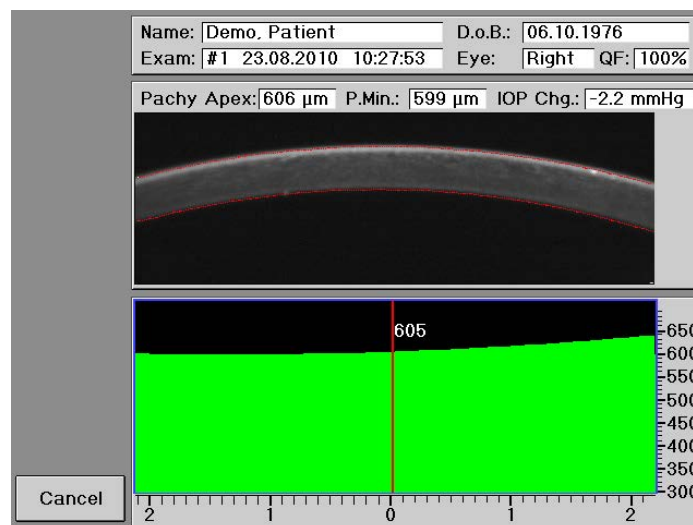 Name: Demo, Patient D.o.B.: 06.10.1976
Exam: #1 23.08.2010 10:27:53 Eye: Right QF: 100%
Pachy Apex: 606 µm P.Min.: 599 µm IOP Chg.: -2.2 mmHg
605
650
600
550
500
450
400
350
300
Cancel
2 1 0 1 2